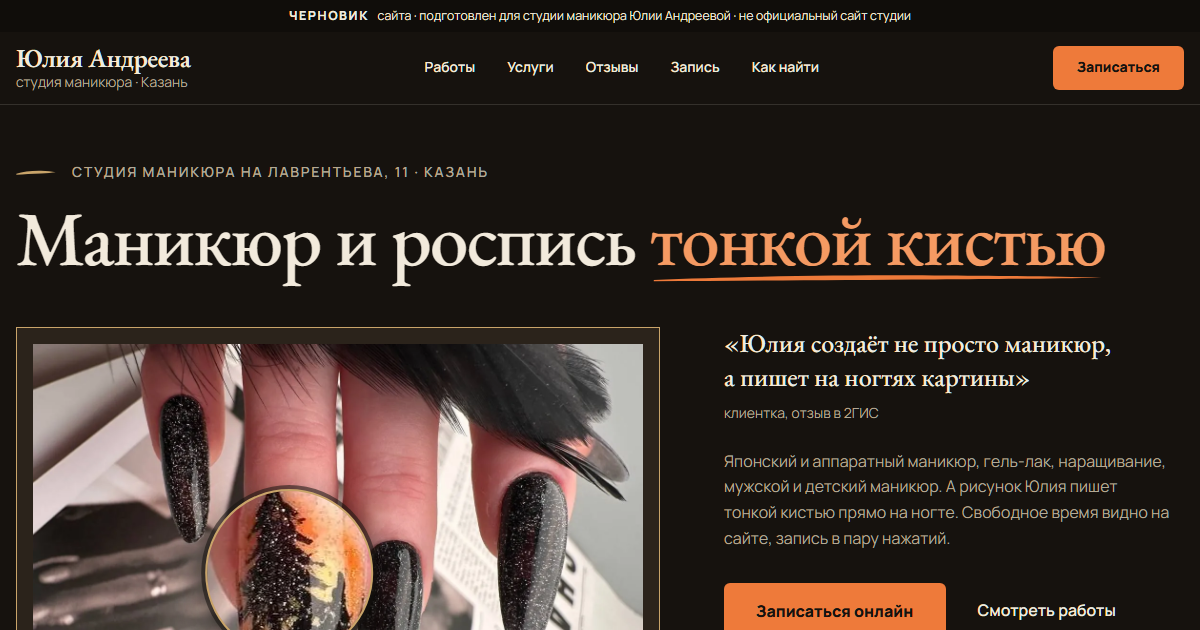 ЧЕРНОВИК сайта · подготовлен для студии маникюра Юлии Андреевой · не официальный сайт студии
Юлия Андреева
студия маникюра · Казань
Работы Услуги Отзывы Запись Как найти
Записаться
СТУДИЯ МАНИКЮРА НА ЛАВРЕНТЬЕВА, 11 · КАЗАНЬ
Маникюр и роспись тонкой кистью
«Юлия создаёт не просто маникюр,
а пишет на ногтях картины»
клиентка, отзыв в 2ГИС
Японский и аппаратный маникюр, гель-лак, наращивание,
мужской и детский маникюр. А рисунок Юлия пишет
тонкой кистью прямо на ногте. Свободное время видно на
сайте, запись в пару нажатий.
Записаться онлайн
Смотреть работы